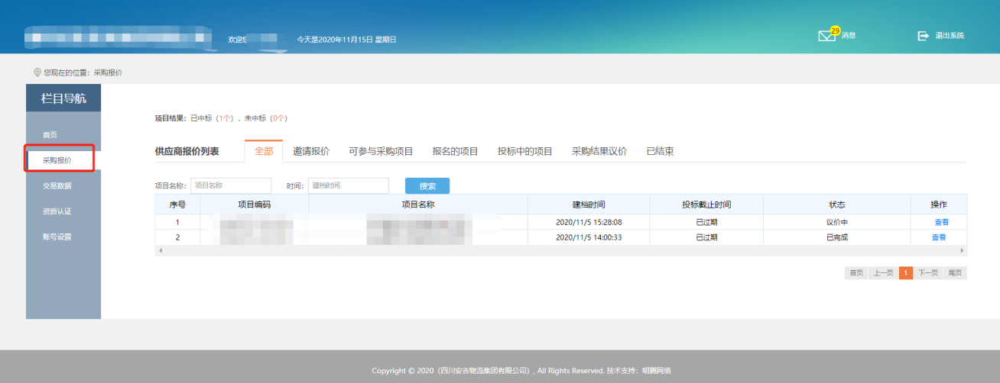 欢迎您
今天是2020年11月15日 星期日
29
消息
退出系统
您现在的位置：采购报价
栏目导航
首页
采购报价
交易数据
资质认证
账号设置
项目结果：已中标（1个），未中标（0个）
供应商报价列表 全部 邀请报价 可参与采购项目 报名的项目 投标中的项目 采购结果议价 已结束
项目名称： 项目名称 时间： 建档时间 搜索
序号 项目编码 项目名称 建档时间 投标截止时间 状态 操作
1 2020/11/5 15:28:08 已过期 议价中 查看
2 2020/11/5 14:00:33 已过期 已完成 查看
首页 上一页 1 下一页 尾页
Copyright © 2020（四川安吉物流集团有限公司）, All Rights Reserved. 技术支持：明腾网络